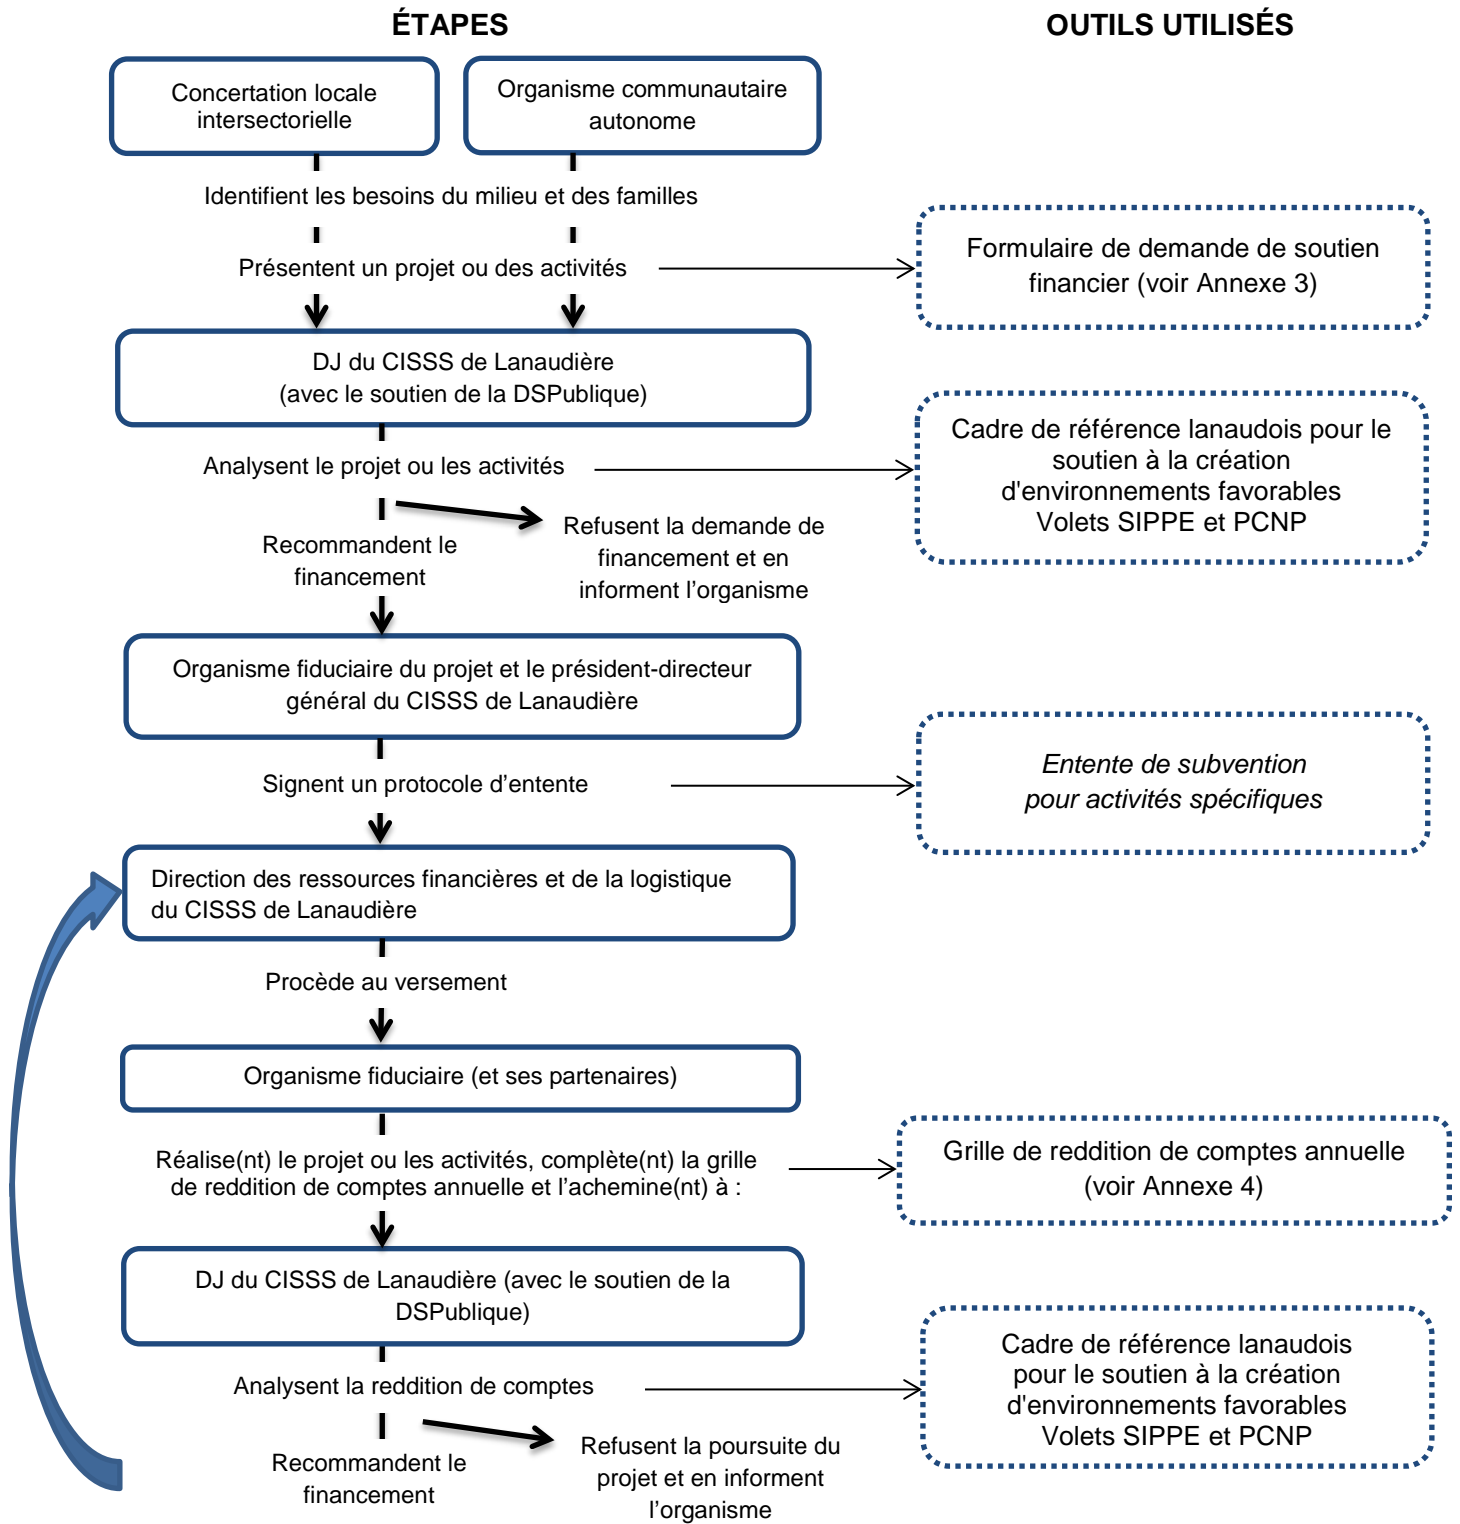 ÉTAPES
OUTILS UTILISÉS
Concertation locale
intersectorielle
Organisme communautaire
autonome
Identifient les besoins du milieu et des familles
Présentent un projet ou des activités
Formulaire de demande de soutien
financier (voir Annexe 3)
DJ du CISSS de Lanaudière
(avec le soutien de la DSPublique)
Analysent le projet ou les activités
Cadre de référence lanaudois pour le
soutien à la création
d'environnements favorables
Volets SIPPE et PCNP
Recommandent le
financement
Refusent la demande de
financement et en
informent l’organisme
Organisme fiduciaire du projet et le président-directeur
général du CISSS de Lanaudière
Signent un protocole d’entente
Entente de subvention
pour activités spécifiques
Direction des ressources financières et de la logistique
du CISSS de Lanaudière
Procède au versement
Organisme fiduciaire (et ses partenaires)
Réalise(nt) le projet ou les activités, complète(nt) la grille
de reddition de comptes annuelle et l’achemine(nt) à :
Grille de reddition de comptes annuelle
(voir Annexe 4)
DJ du CISSS de Lanaudière (avec le soutien de la
DSPublique)
Analysent la reddition de comptes
Cadre de référence lanaudois
pour le soutien à la création
d'environnements favorables
Volets SIPPE et PCNP
Recommandent le
financement
Refusent la poursuite du
projet et en informent
l’organisme